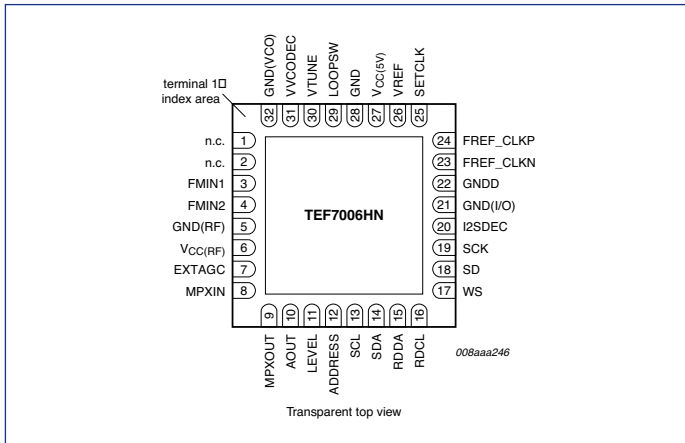 GND(VCO)
VVCODEC
VTUNE
LOOPSW
GND
VCC(5V)
VREF
SETCLK
terminal 1
index area
32
31
30
29
28
27
26
25
n.c. 1
n.c. 2
FMIN1 3
FMIN2 4
GND(RF) 5
VCC(RF) 6
EXTAGC 7
MPXIN 8
TEF7006HN
24 FREF_CLKP
23 FREF_CLKN
22 GNDD
21 GND(I/O)
20 I2SDEC
19 SCK
18 SD
17 WS
9
10
11
12
13
14
15
16
MPXOUT
AOUT
LEVEL
ADDRESS
SCL
SDA
RDDA
RDCL
008aaa246
Transparent top view